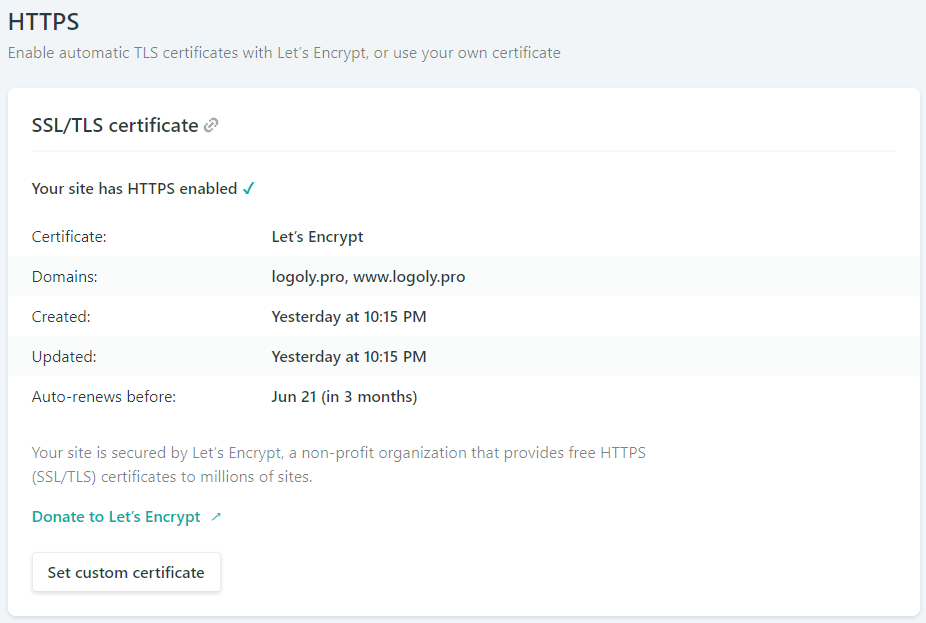 HTTPS
Enable automatic TLS certificates with Let’s Encrypt, or use your own certificate
SSL/TLS certificate
Your site has HTTPS enabled ✓
Certificate: Let’s Encrypt
Domains: logoly.pro, www.logoly.pro
Created: Yesterday at 10:15 PM
Updated: Yesterday at 10:15 PM
Auto-renews before: Jun 21 (in 3 months)
Your site is secured by Let’s Encrypt, a non-profit organization that provides free HTTPS
(SSL/TLS) certificates to millions of sites.
Donate to Let’s Encrypt ↗
Set custom certificate